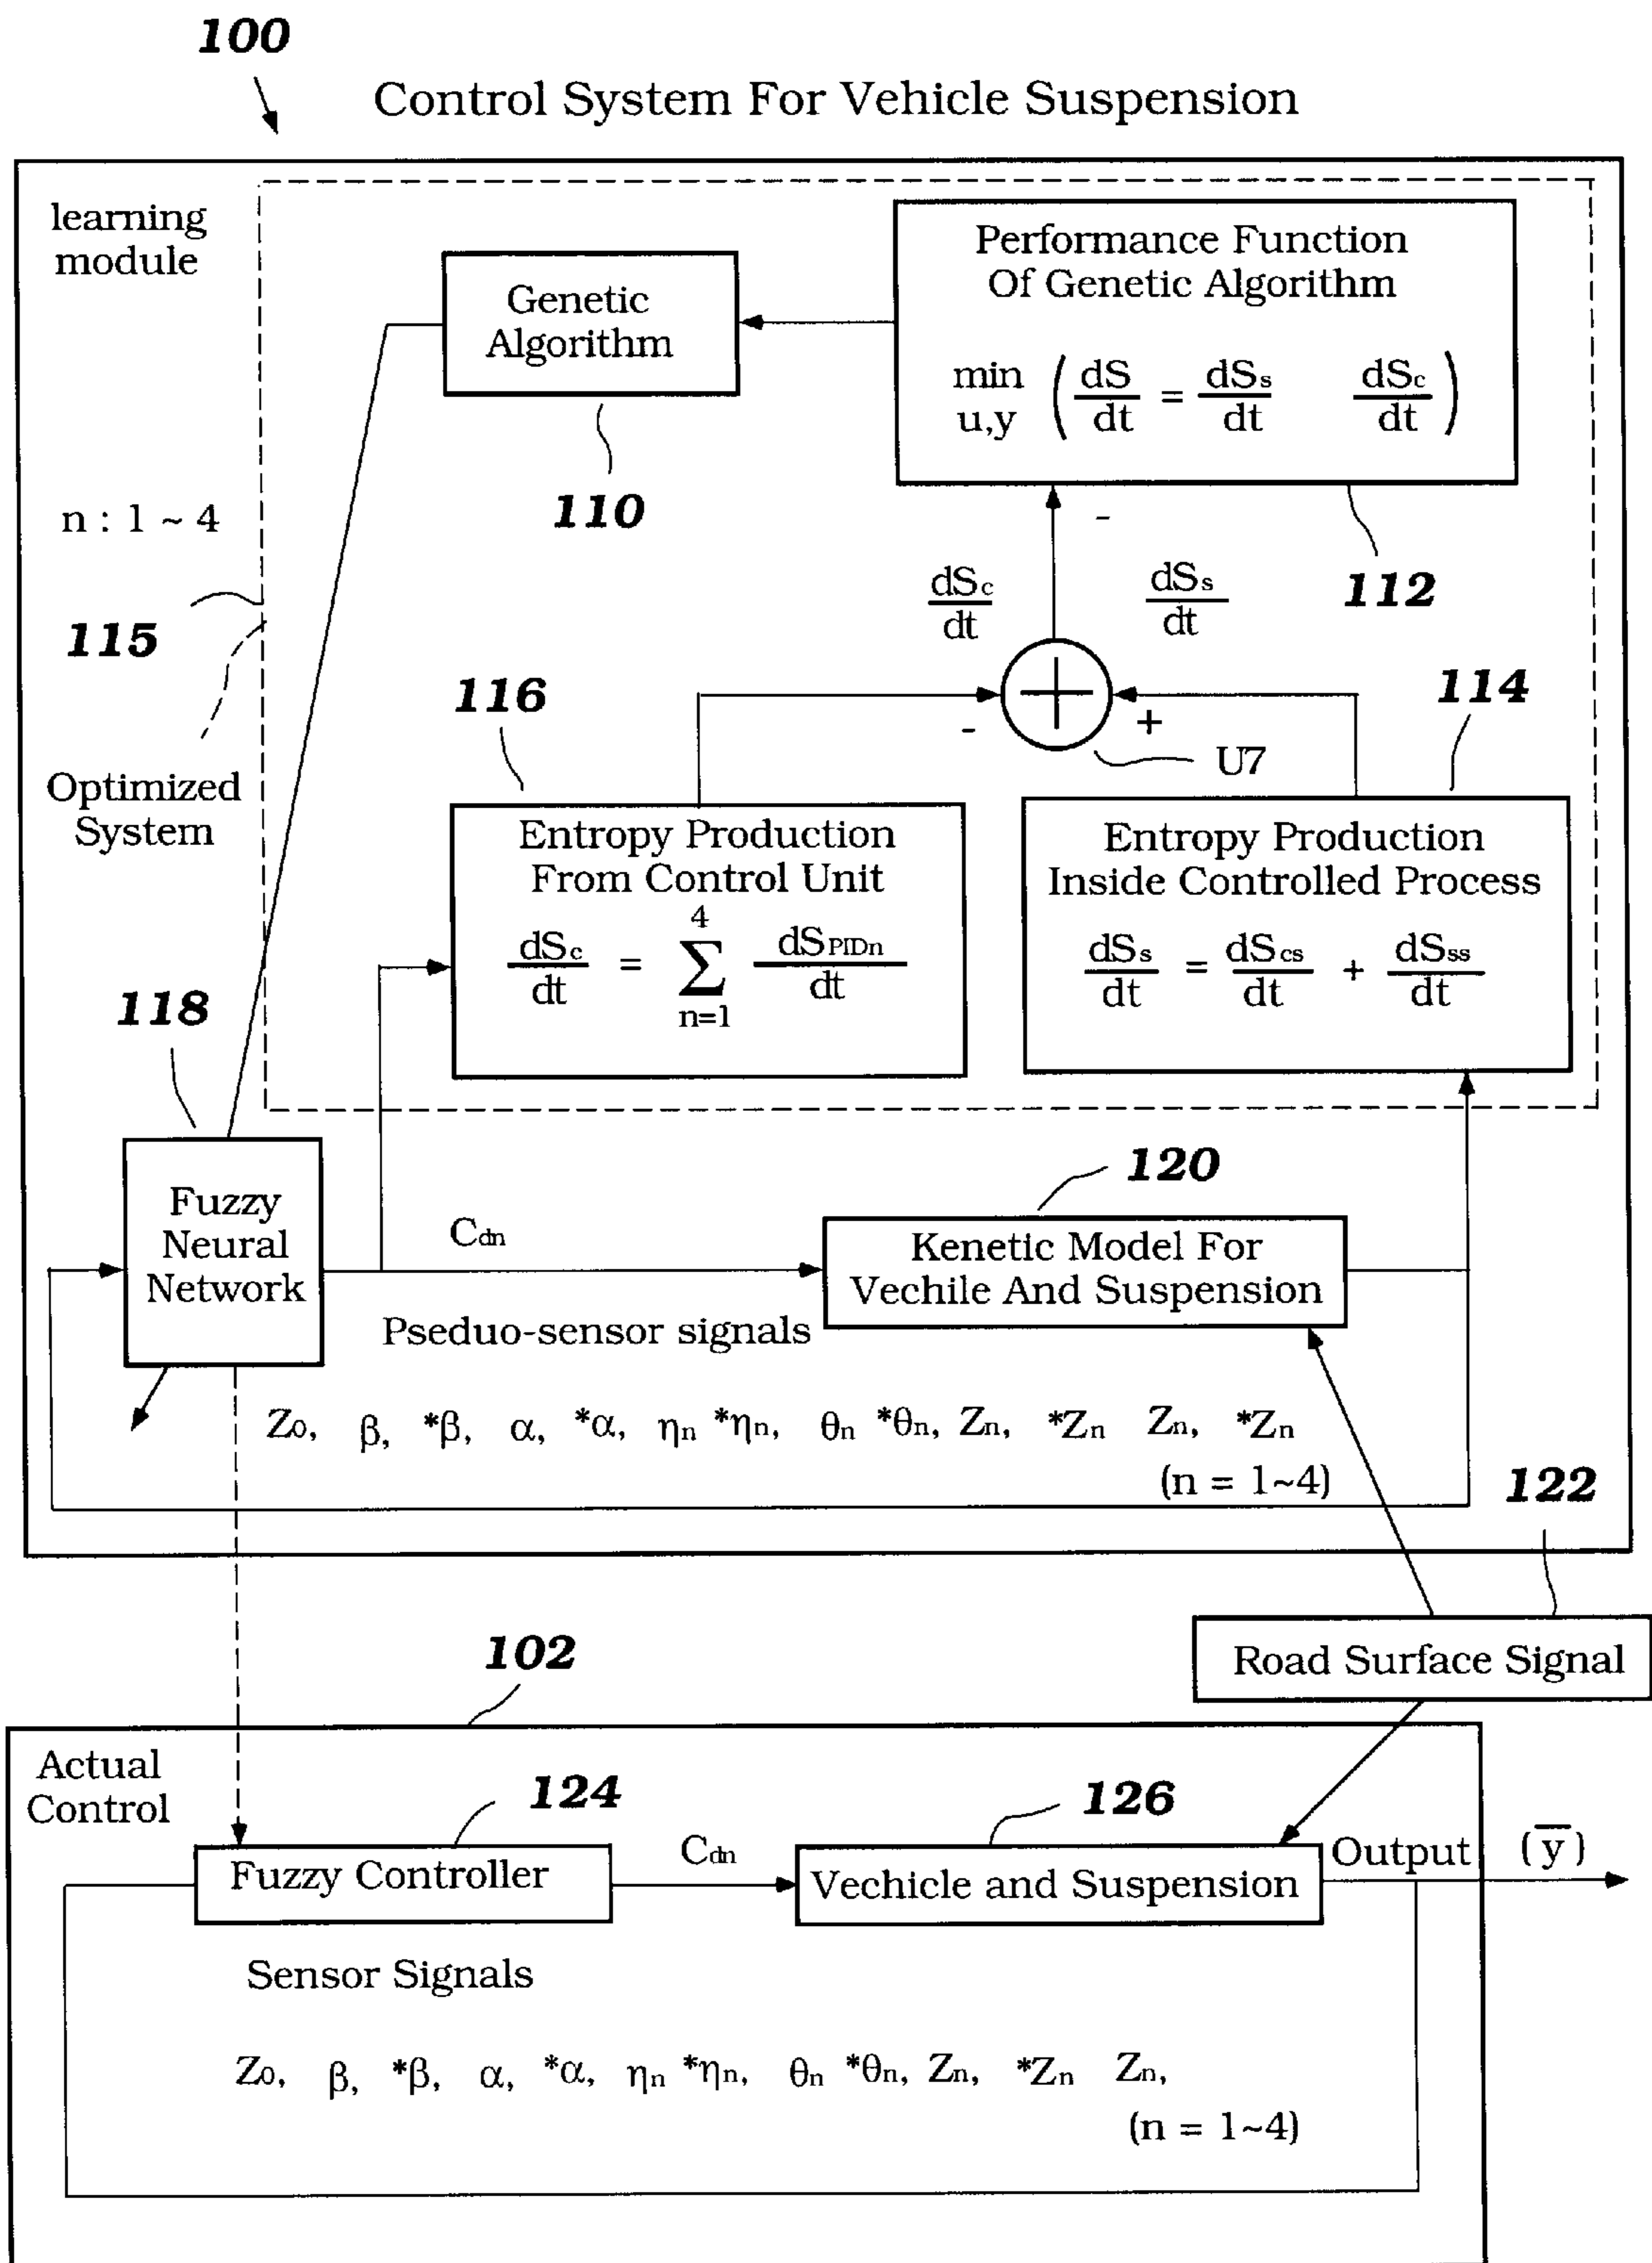 100
Control System For Vehicle Suspension
learning
module
Performance Function
Of Genetic Algorithm
min
u,y
( dS/dt = dSs/dt   dSc/dt )
Genetic
Algorithm
110
n : 1 ~ 4
-
112
dSc/dt
dSs/dt
115
116
114
-
+
U7
Optimized
System
Entropy Production
From Control Unit
dSc/dt = 4 Σ n=1 dSPIDn/dt
Entropy Production
Inside Controlled Process
dSs/dt = dScs/dt + dSss/dt
118
120
Fuzzy
Neural
Network
Cdn
Kenetic Model For
Vechile And Suspension
Pseduo-sensor signals
Z0, β, *β, α, *α, ηn *ηn, θn *θn, Zn, *Zn Zn, *Zn
(n = 1~4)
122
Road Surface Signal
102
Actual
Control
124
126
Fuzzy Controller
Cdn
Vechicle and Suspension
Output (y̅)
Sensor Signals
Z0, β, *β, α, *α, ηn *ηn, θn *θn, Zn, *Zn Zn,
(n = 1~4)